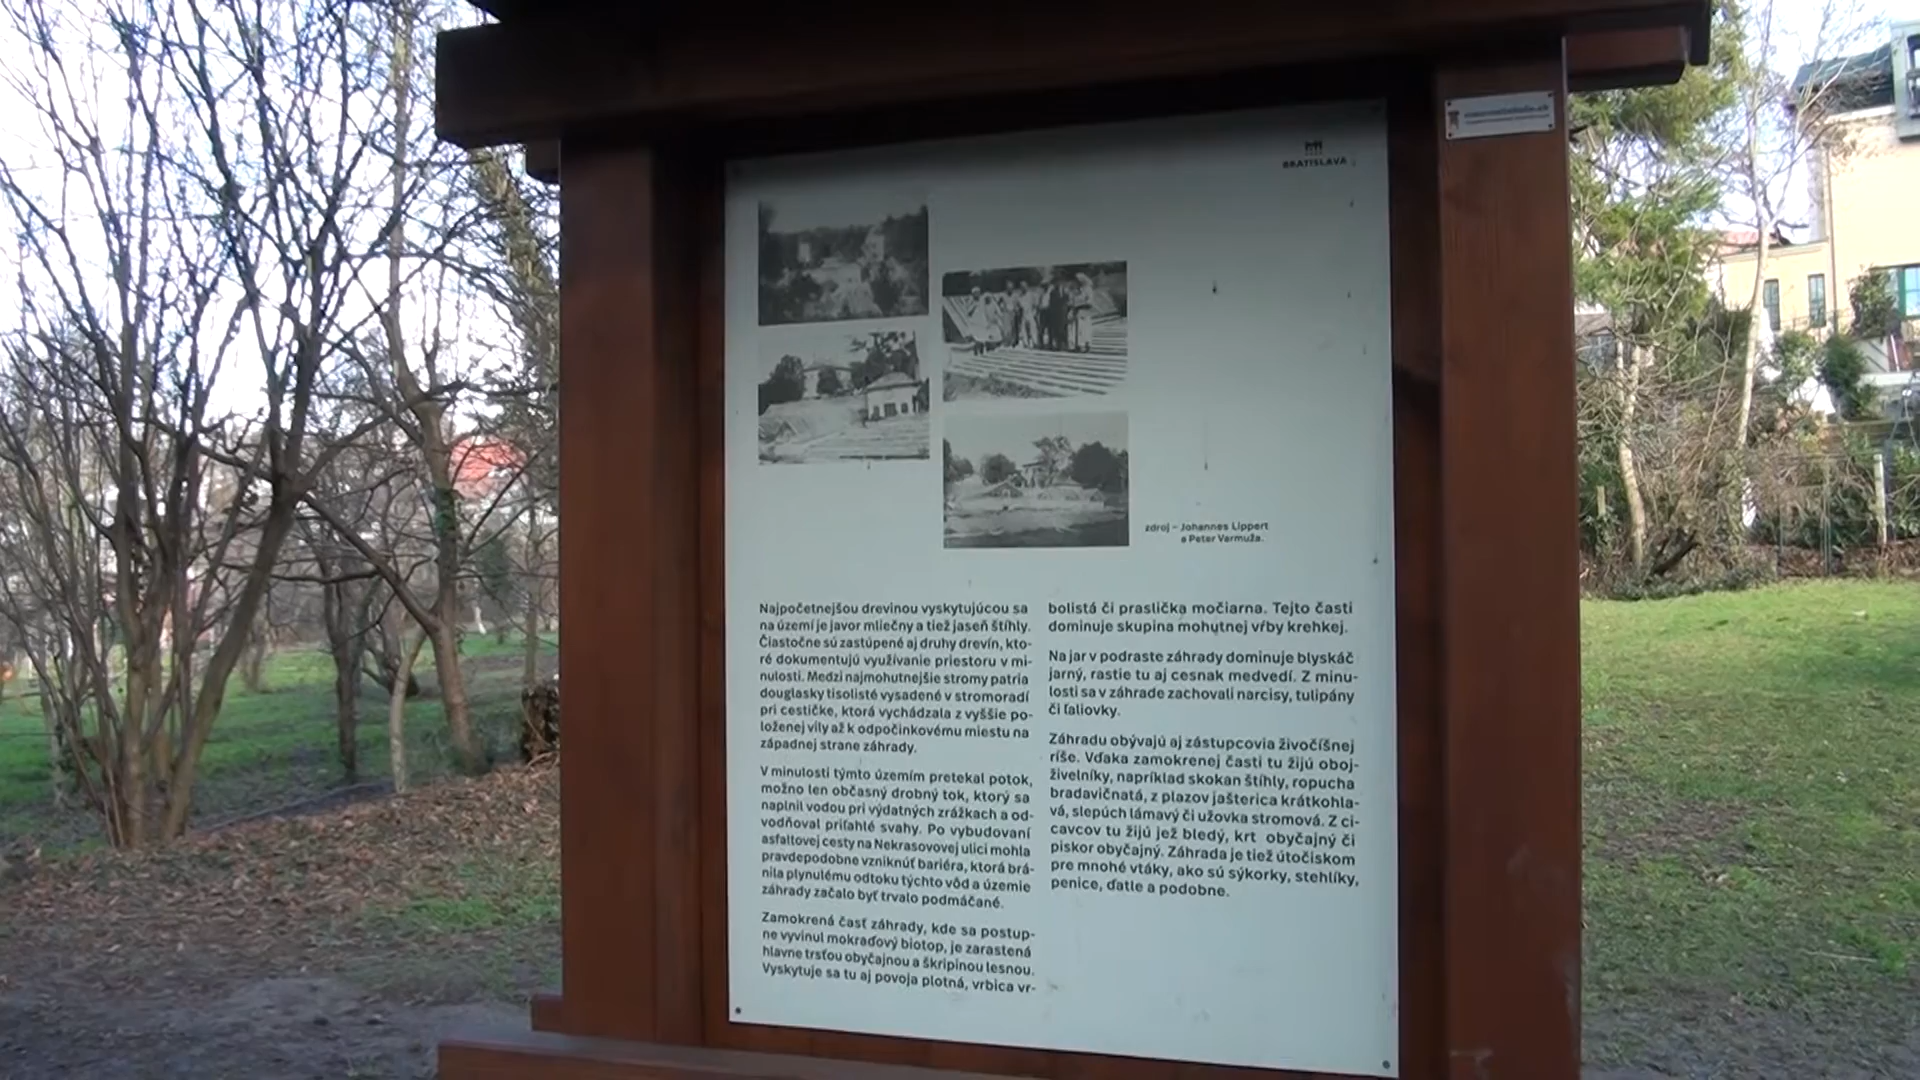 BRATISLAVA
zdroj – Johannes Lippert
a Peter Vermuža.
Najpočetnejšou drevinou vyskytujúcou sa
na území je javor mliečny a tiež jaseň štíhly.
Čiastočne sú zastúpené aj druhy drevín, kto-
ré dokumentujú využívanie priestoru v mi-
nulosti. Medzi najmohutnejšie stromy patria
douglasky tisolisté vysadené v stromoradí
pri cestičke, ktorá vychádzala z vyššie po-
loženej vily až k odpočinkovému miestu na
západnej strane záhrady.
V minulosti týmto územím pretekal potok,
možno len občasný drobný tok, ktorý sa
naplnil vodou pri výdatných zrážkach a od-
vodňoval priľahlé svahy. Po vybudovaní
asfaltovej cesty na Nekrasovovej ulici mohla
pravdepodobne vzniknúť bariéra, ktorá brá-
nila plynulému odtoku týchto vôd a územie
záhrady začalo byť trvalo podmáčané.
Zamokrená časť záhrady, kde sa postup-
ne vyvinul mokraďový biotop, je zarastená
hlavne trsťou obyčajnou a škripinou lesnou.
Vyskytuje sa tu aj povoja plotná, vrbica vr-
bolistá či praslička močiarna. Tejto časti
dominuje skupina mohutnej vŕby krehkej.
Na jar v podraste záhrady dominuje blyskáč
jarný, rastie tu aj cesnak medvedí. Z minu-
losti sa v záhrade zachovali narcisy, tulipány
či ľaliovky.
Záhradu obývajú aj zástupcovia živočíšnej
ríše. Vďaka zamokrenej časti tu žijú oboj-
živelníky, napríklad skokan štíhly, ropucha
bradavičnatá, z plazov jašterica krátkohla-
vá, slepúch lámavý či užovka stromová. Z ci-
cavcov tu žijú jež bledý, krt obyčajný či
piskor obyčajný. Záhrada je tiež útočiskom
pre mnohé vtáky, ako sú sýkorky, stehlíky,
penice, ďatle a podobne.